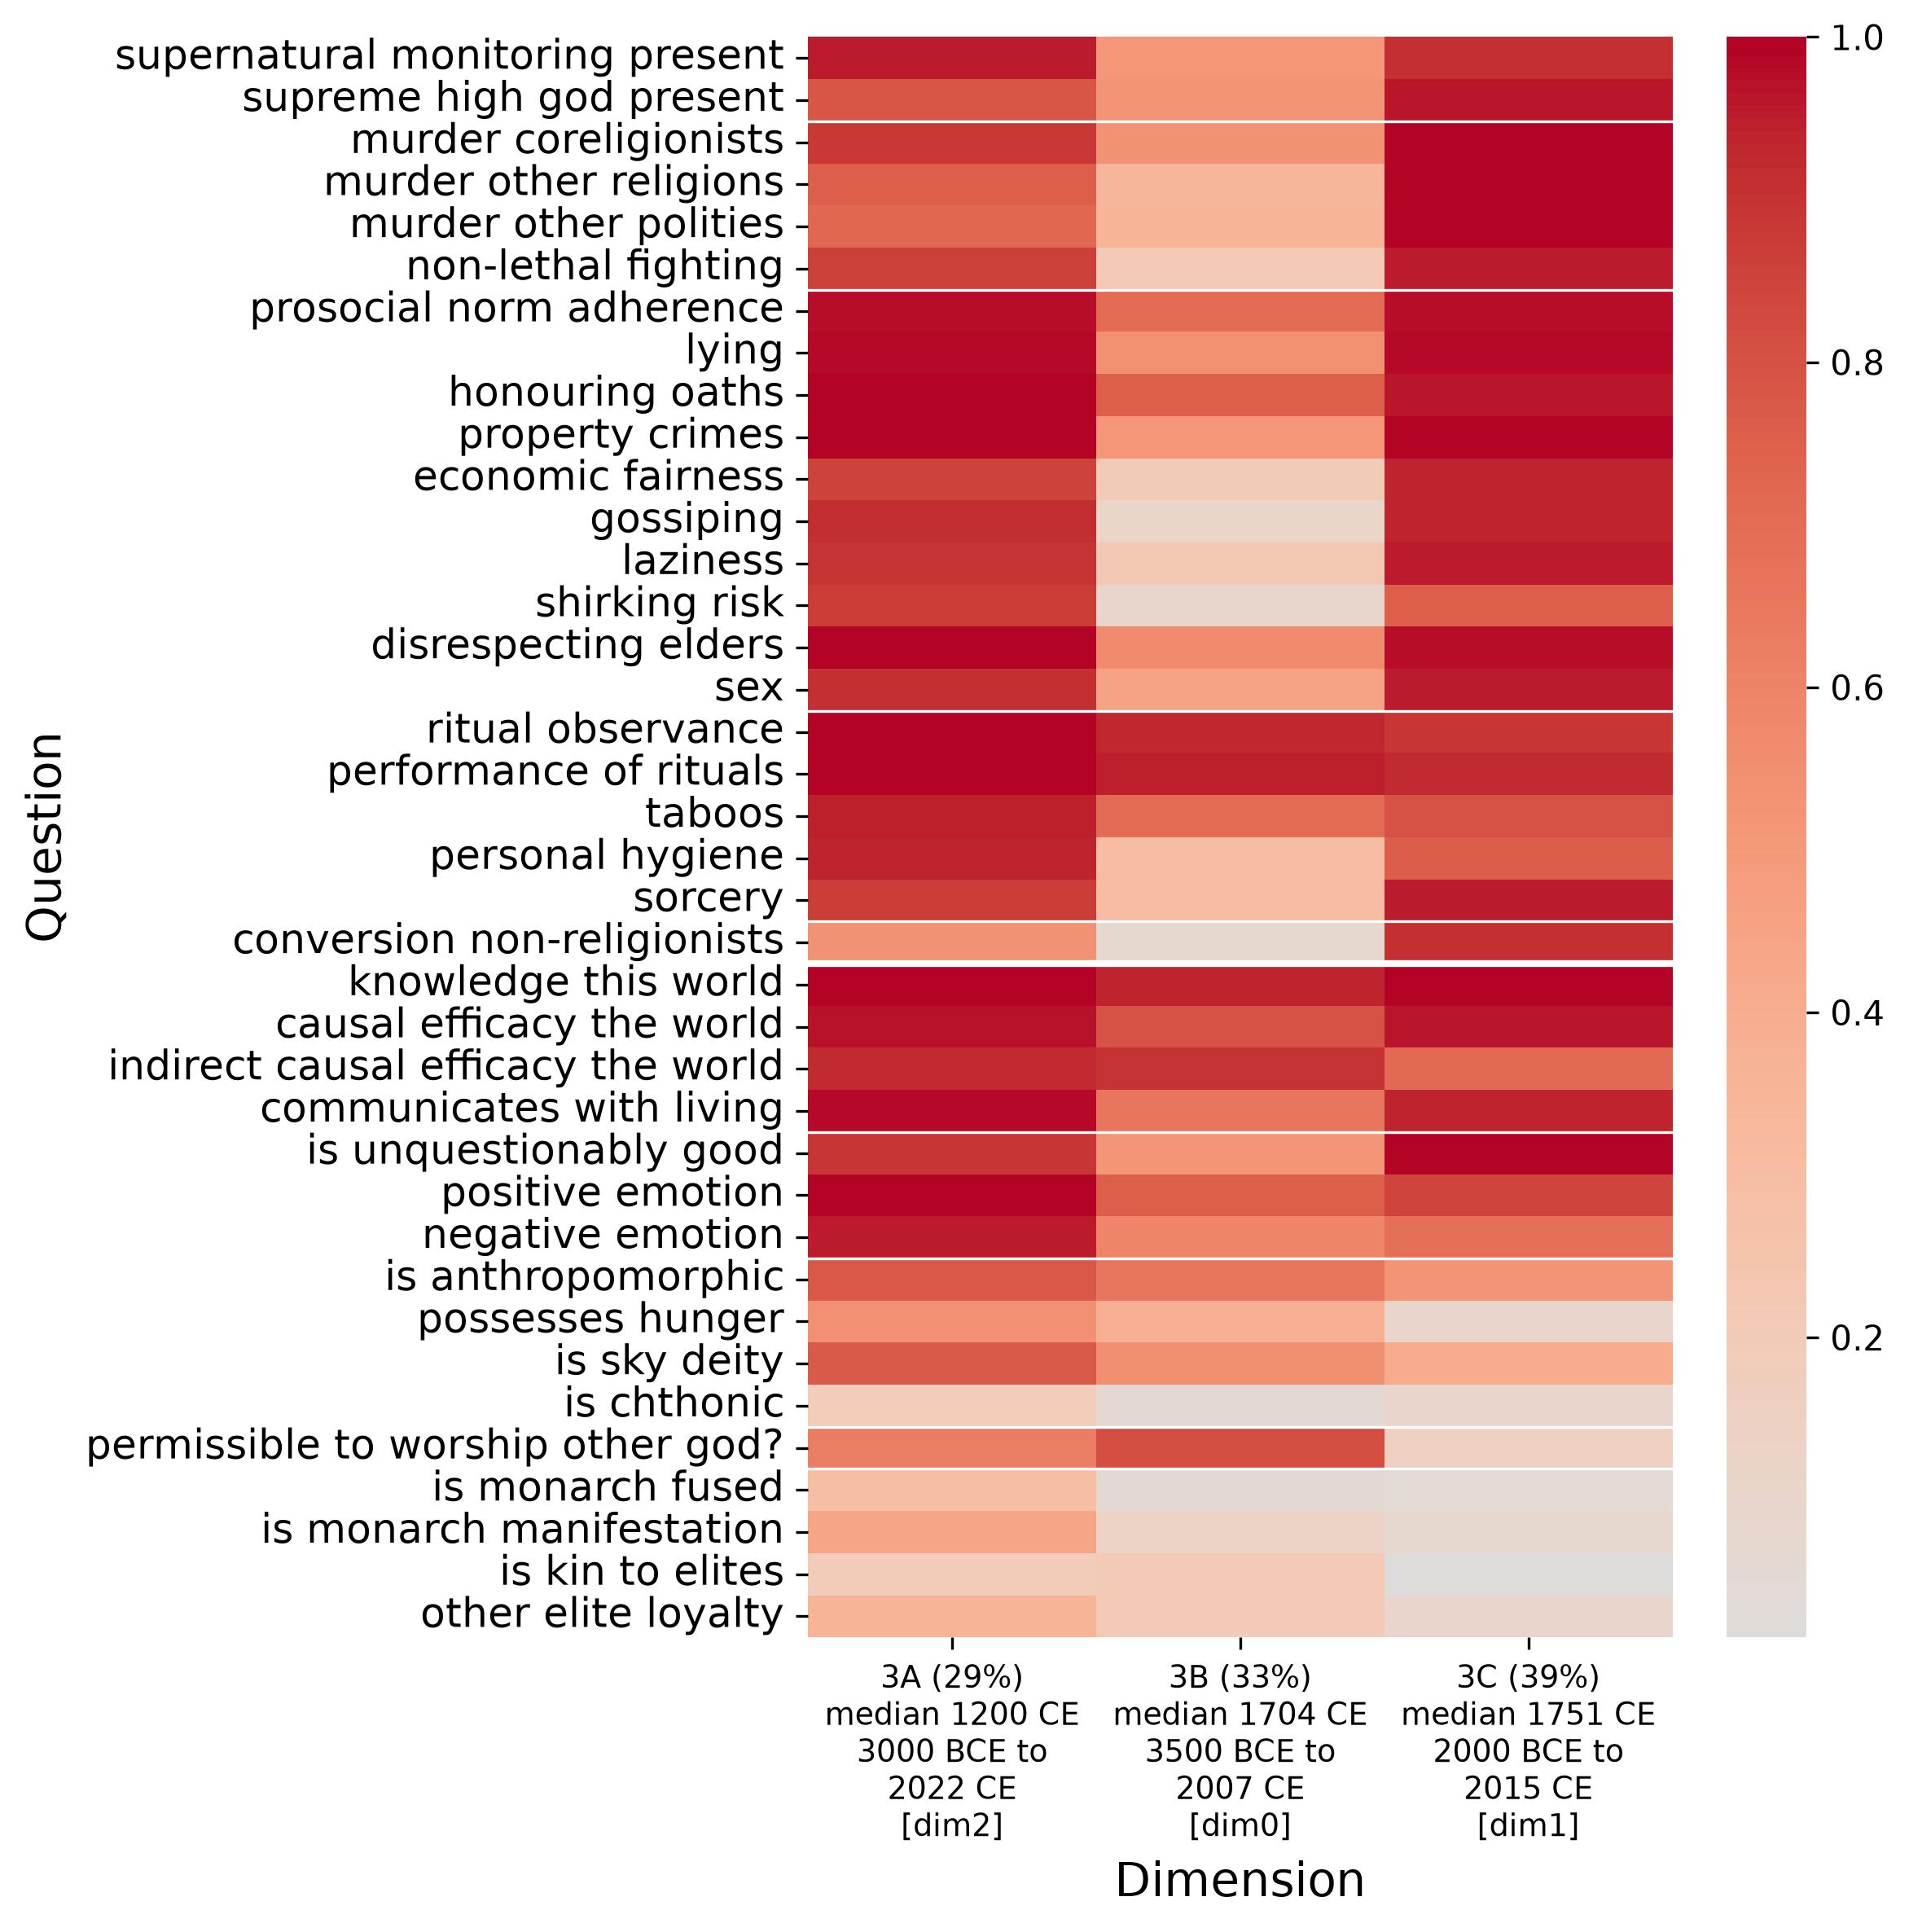 supernatural monitoring present
supreme high god present
murder coreligionists
murder other religions
murder other polities
non-lethal fighting
prosocial norm adherence
lying
honouring oaths
property crimes
economic fairness
gossiping
laziness
shirking risk
disrespecting elders
sex
ritual observance
performance of rituals
taboos
personal hygiene
sorcery
conversion non-religionists
knowledge this world
causal efficacy the world
indirect causal efficacy the world
communicates with living
is unquestionably good
positive emotion
negative emotion
is anthropomorphic
possesses hunger
is sky deity
is chthonic
permissible to worship other god?
is monarch fused
is monarch manifestation
is kin to elites
other elite loyalty
Question
3A (29%)
median 1200 CE
3000 BCE to
2022 CE
[dim2]
3B (33%)
median 1704 CE
3500 BCE to
2007 CE
[dim0]
3C (39%)
median 1751 CE
2000 BCE to
2015 CE
[dim1]
Dimension
1.0
0.8
0.6
0.4
0.2